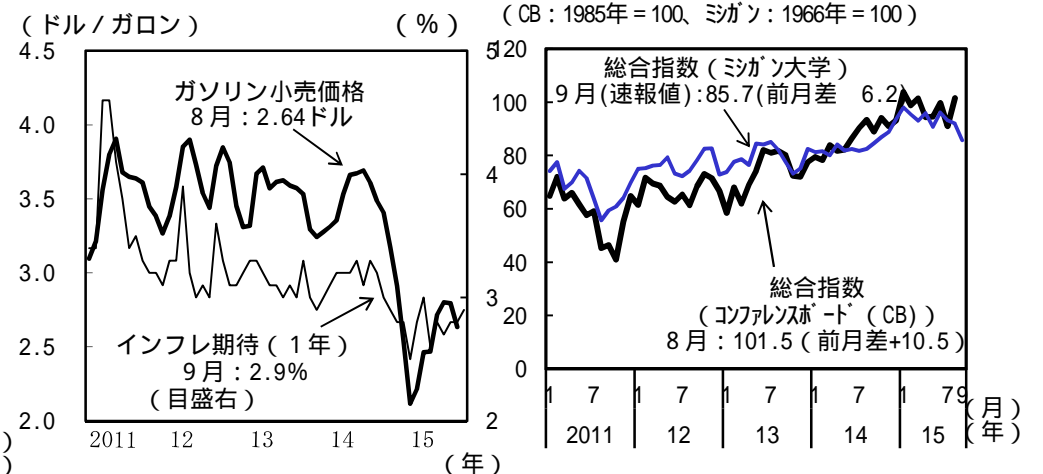 （ドル／ガロン）
（％）
4.5
4.0
3.5
3.0
2.5
2.0
5
4
3
2
ガソリン小売価格
８月：2.64ドル
インフレ期待（１年）
９月：2.9%
（目盛右）
2011 12 13 14 15
（年）
）
）
（CB：1985年＝100、ﾐｼｶﾞﾝ：1966年＝100）
120
100
80
60
40
20
0
総合指数（ﾐｼｶﾞﾝ大学）
９月(速報値):85.7(前月差 6.2)
総合指数
（ｺﾝﾌｧﾚﾝｽﾎﾞｰﾄﾞ（CB)）
８月：101.5（前月差+10.5）
1 7 1 7 1 7 1 7 1 7 9
（月）
2011 12 13 14 15
（年）